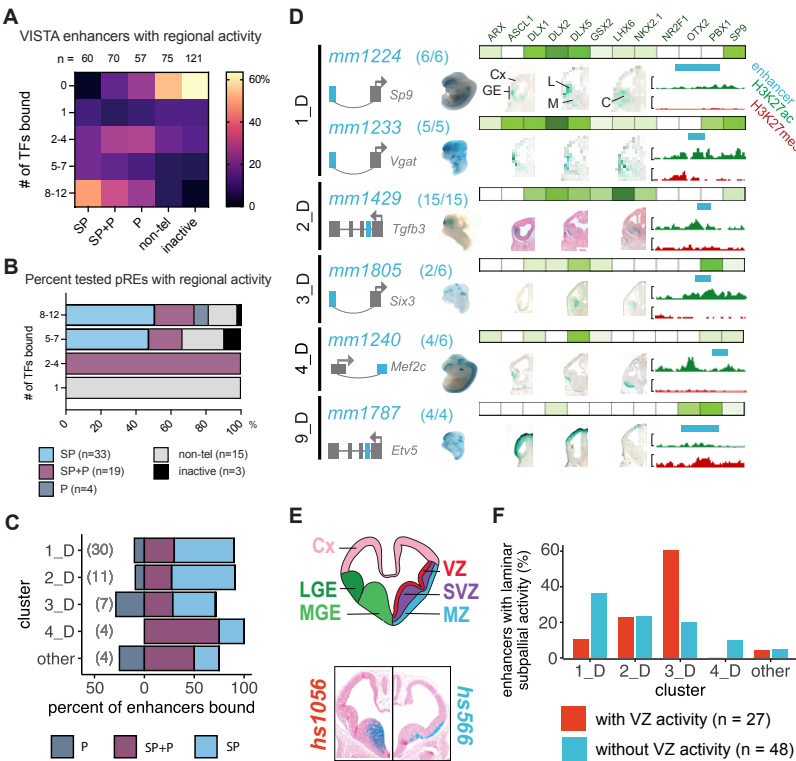 A
VISTA enhancers with regional activity
n = 60 70 57 75 121
# of TFs bound
0
1
2-4
5-7
8-12
SP
SP+P
P
non-tel
inactive
60%
40
20
0
B
Percent tested pREs with regional activity
# of TFs bound
8-12
5-7
2-4
1
0 20 40 60 80 100 %
SP (n=33)
SP+P (n=19)
P (n=4)
non-tel (n=15)
inactive (n=3)
C
cluster
1_D (30)
2_D (11)
3_D (7)
4_D (4)
other (4)
50 0 50 100
percent of enhancers bound
P
SP+P
SP
D
ARX
ASCL1
DLX1
DLX2
DLX5
GSX2
LHX6
NKX2.1
NR2F1
OTX2
PBX1
SP9
enhancer
H3K27ac
1_D
mm1224 (6/6)
Sp9
Cx
GE
L
M
C
mm1233 (5/5)
Vgat
2_D
mm1429 (15/15)
Tgfb3
3_D
mm1805 (2/6)
Six3
4_D
mm1240 (4/6)
Mef2c
9_D
mm1787 (4/4)
Etv5
E
Cx
LGE
MGE
VZ
SVZ
MZ
hs1056
hs566
F
enhancers with laminar
subpallial activity (%)
60
40
20
0
1_D 2_D 3_D 4_D other
cluster
with VZ activity (n = 27)
without VZ activity (n = 48)